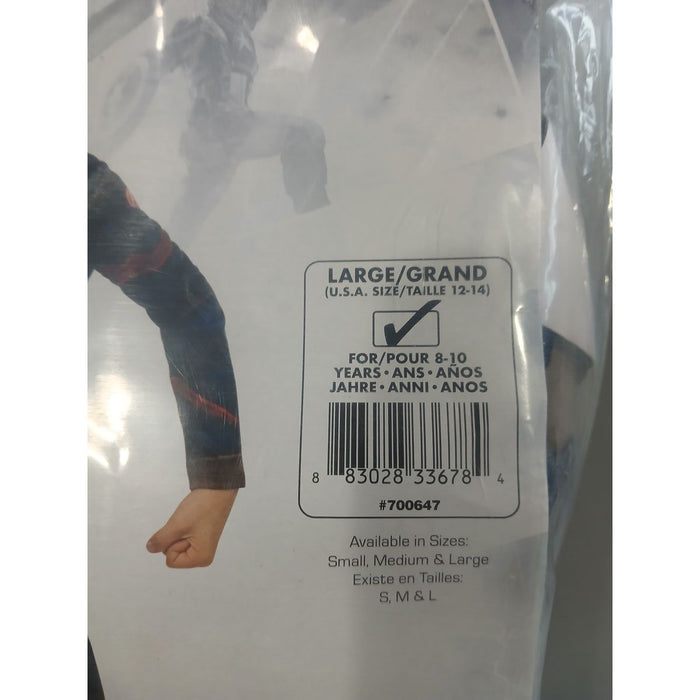 LARGE/GRAND
(U.S.A. SIZE/TAILLE 12-14)
FOR/POUR 8-10
YEARS • ANS • AÑOS
JAHRE • ANNI • ANOS
8 83028 33678 4
#700647
Available in Sizes:
Small, Medium & Large
Existe en Tailles:
S, M & L